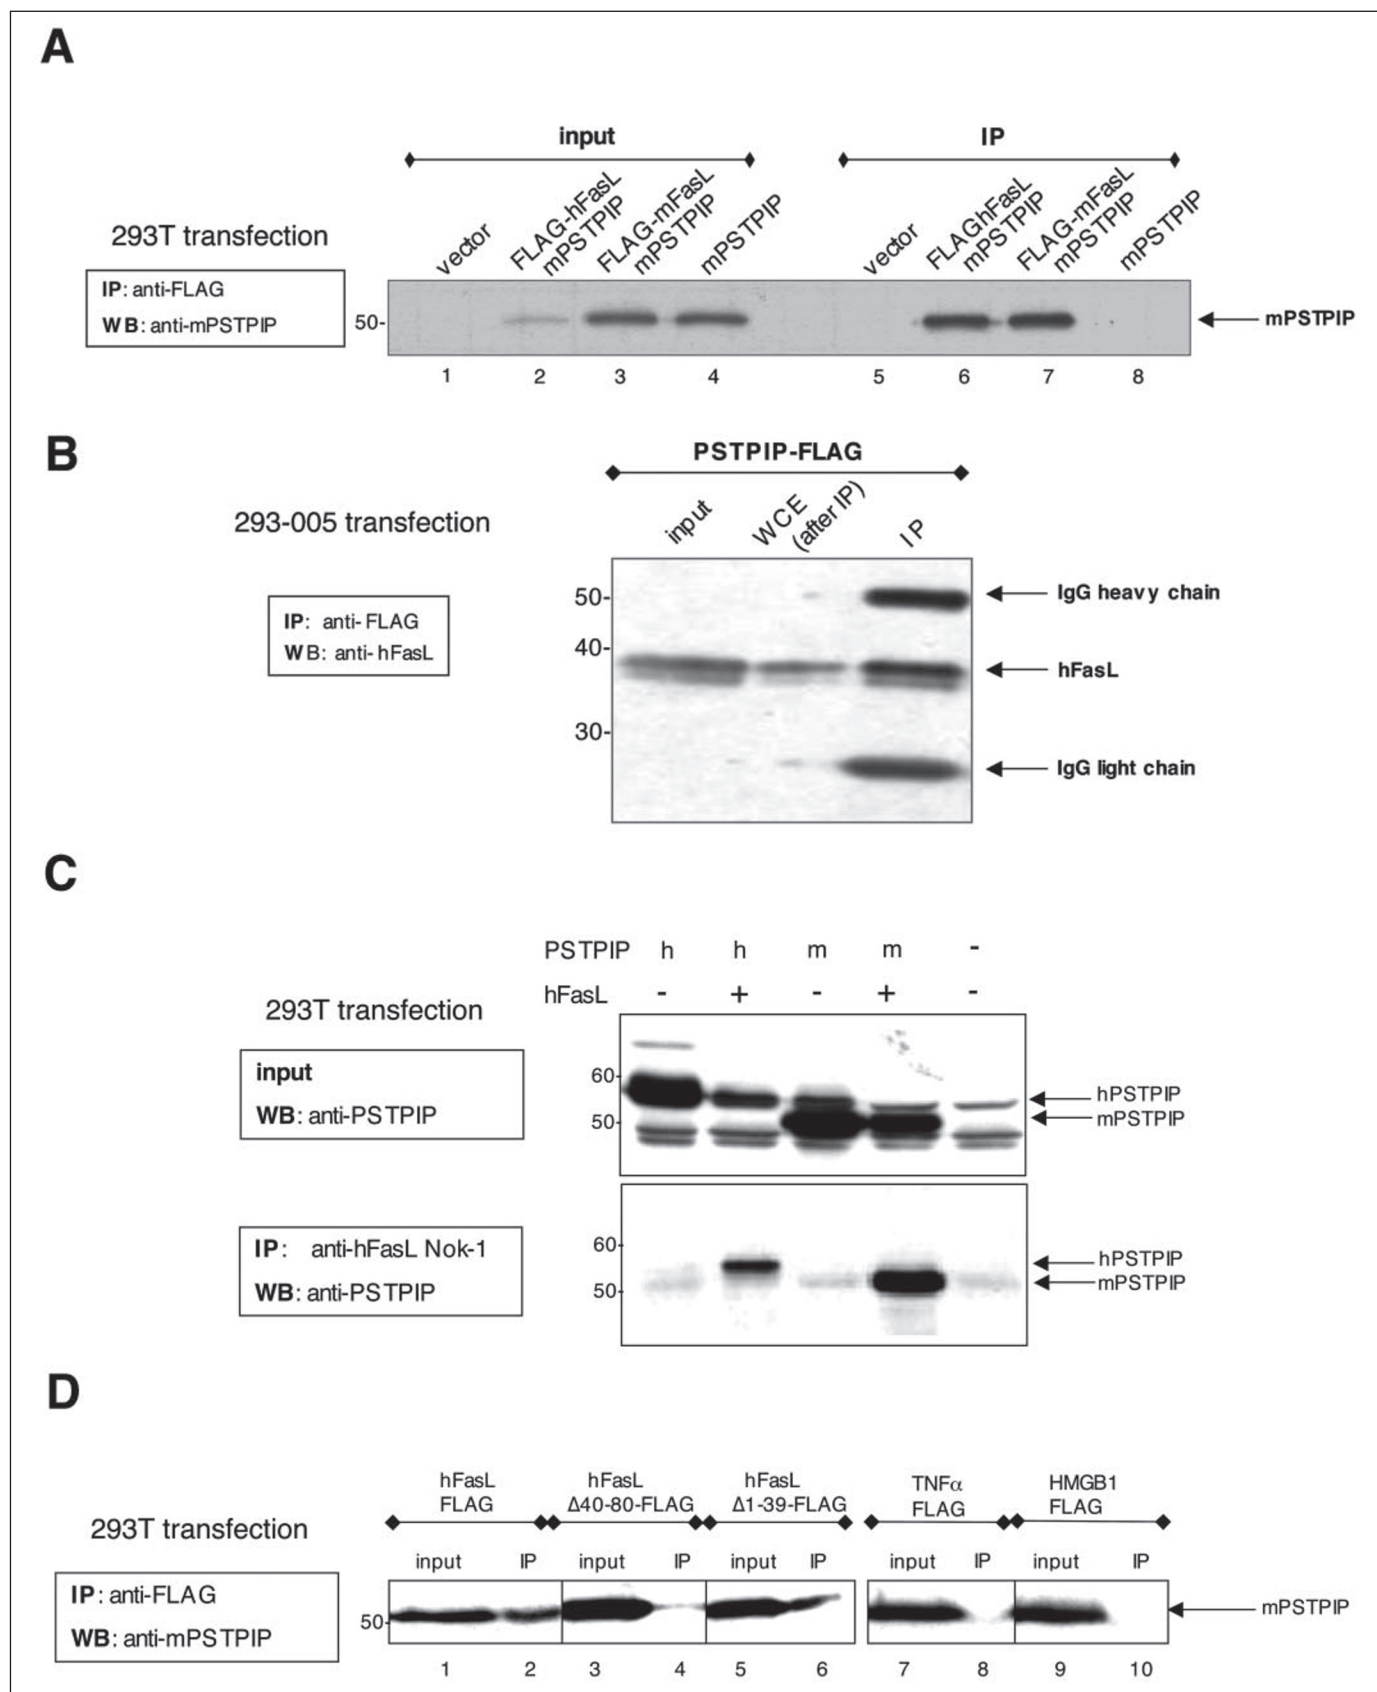 A
input IP
293T transfection
vector FLAG-hFasL mPSTPIP FLAG-mFasL mPSTPIP mPSTPIP vector FLAGhFasL mPSTPIP FLAG-mFasL mPSTPIP mPSTPIP
IP: anti-FLAG
WB: anti-mPSTPIP
50-
mPSTPIP
1 2 3 4 5 6 7 8
B
PSTPIP-FLAG
293-005 transfection
input WCE (after IP) IP
IP: anti-FLAG
WB: anti-hFasL
50-
40-
30-
IgG heavy chain
hFasL
IgG light chain
C
PSTPIP h h m m -
hFasL - + - + -
293T transfection
input
WB: anti-PSTPIP
60-
50-
hPSTPIP
mPSTPIP
IP: anti-hFasL Nok-1
WB: anti-PSTPIP
60-
50-
hPSTPIP
mPSTPIP
D
hFasL FLAG
hFasL Δ40-80-FLAG
hFasL Δ1-39-FLAG
TNFα FLAG
HMGB1 FLAG
293T transfection
input IP input IP input IP input IP input IP
IP: anti-FLAG
WB: anti-mPSTPIP
50-
mPSTPIP
1 2 3 4 5 6 7 8 9 10